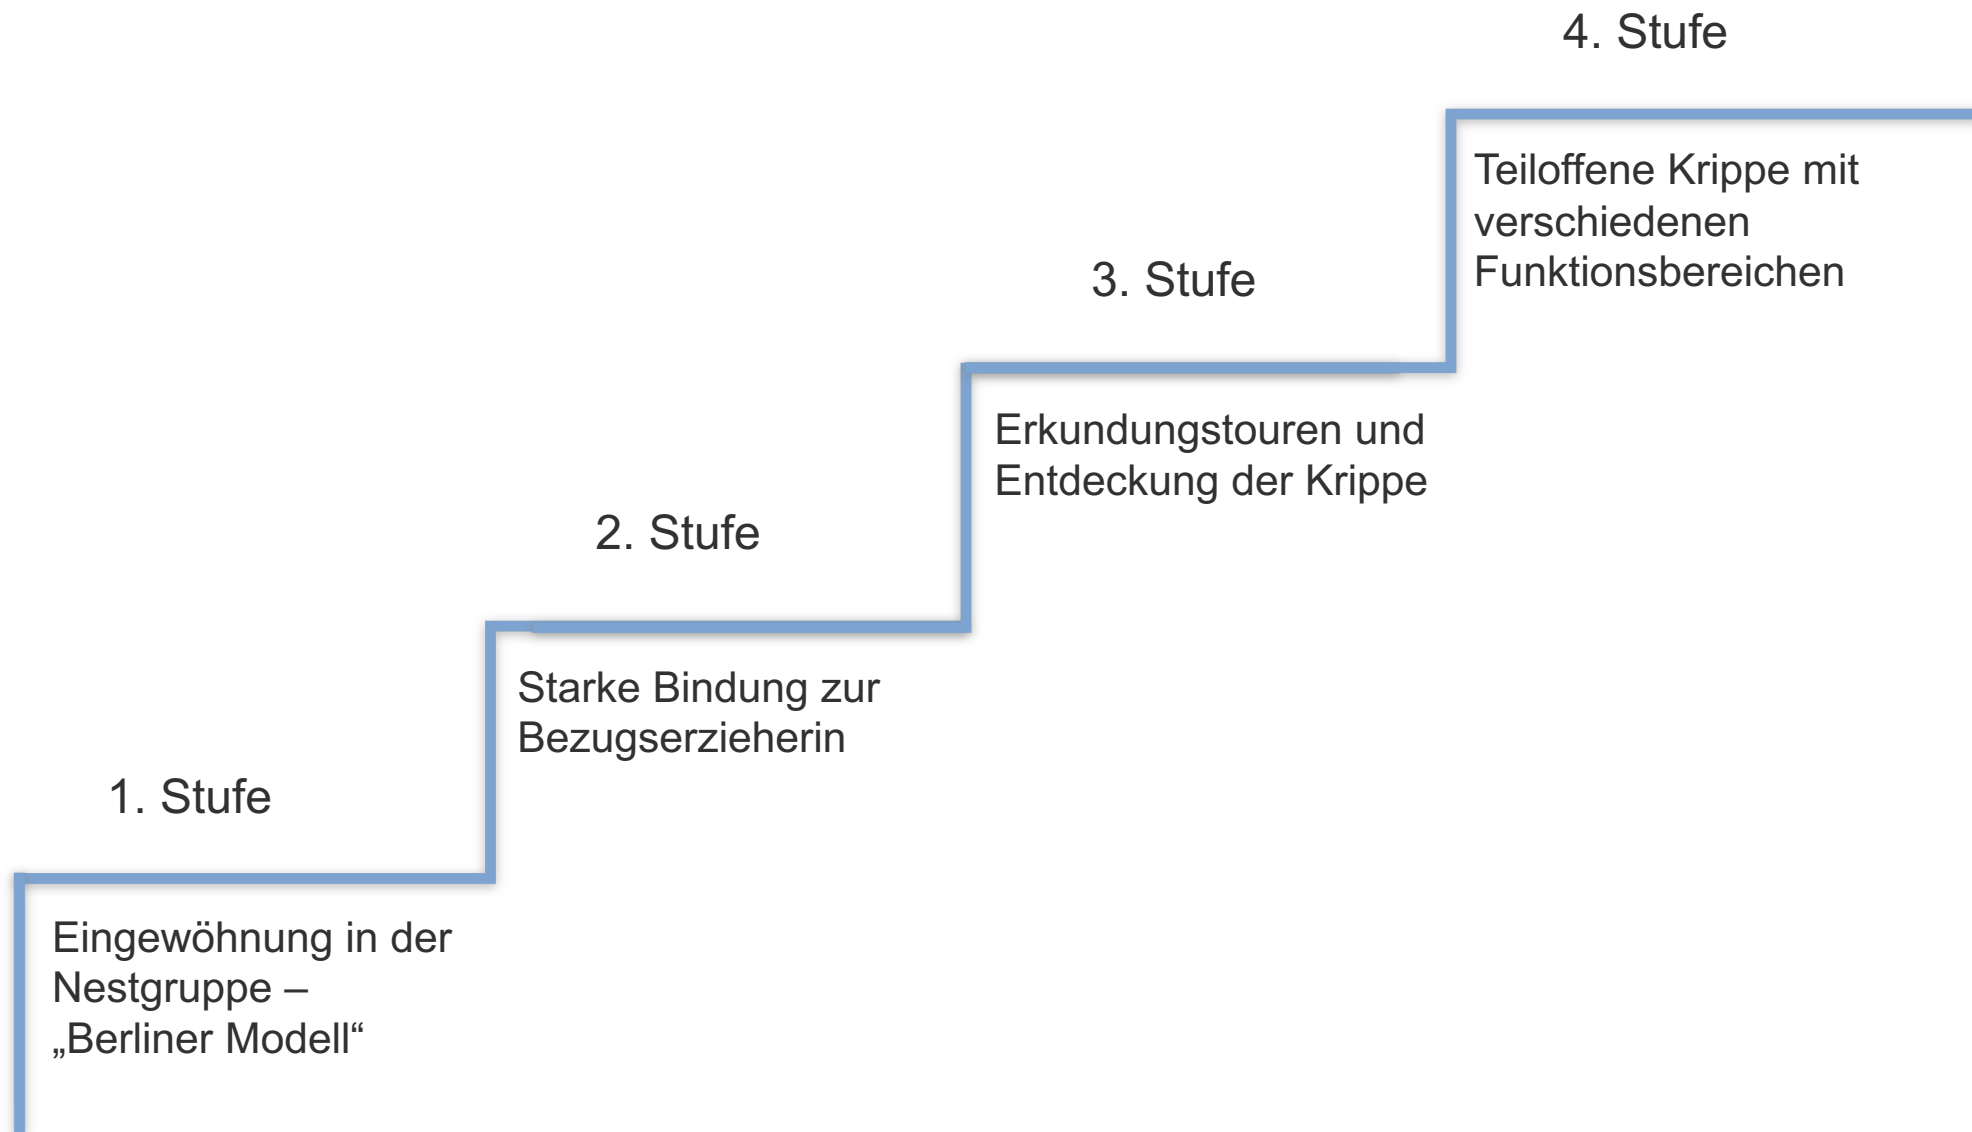 4. Stufe
Teiloffene Krippe mit
verschiedenen
Funktionsbereichen
3. Stufe
Erkundungstouren und
Entdeckung der Krippe
2. Stufe
Starke Bindung zur
Bezugserzieherin
1. Stufe
Eingewöhnung in der
Nestgruppe –
„Berliner Modell“